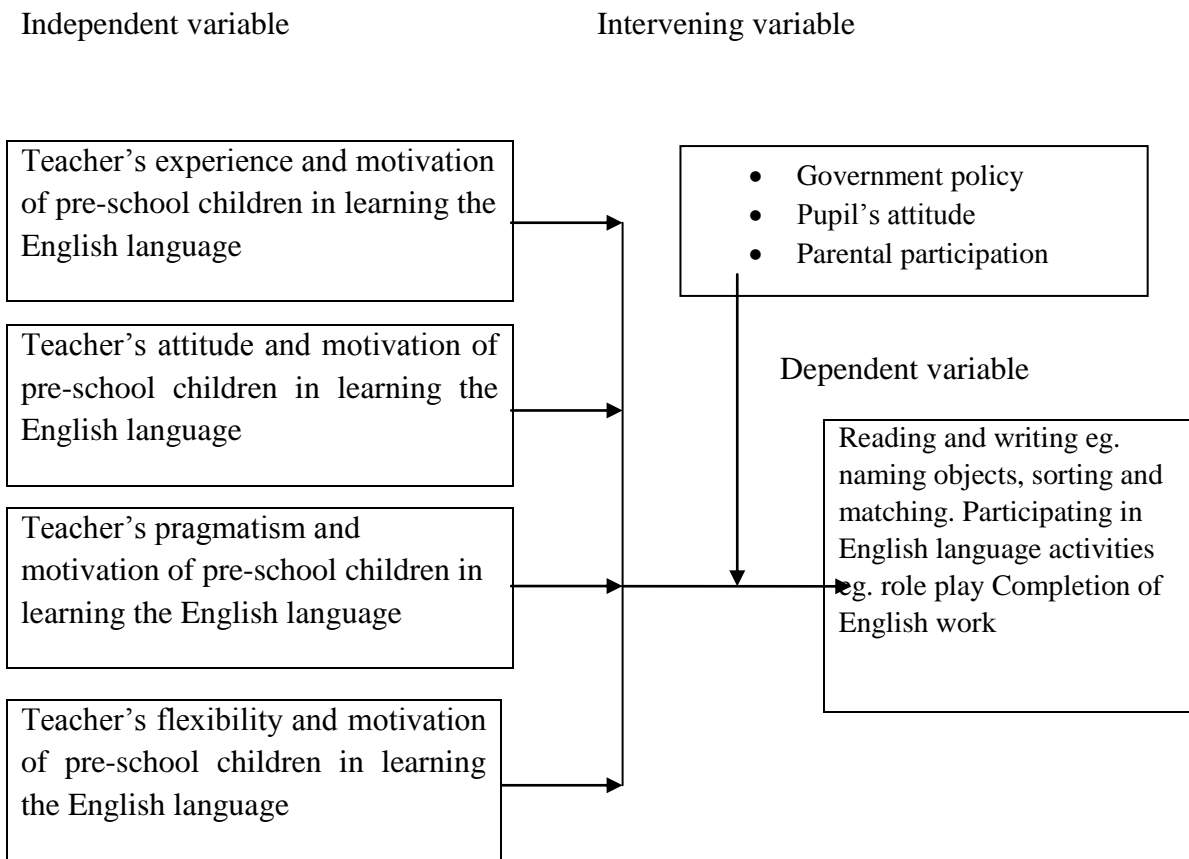 Independent variable
Intervening variable
Teacher’s experience and motivation
of pre-school children in learning the
English language
Teacher’s attitude and motivation of
pre-school children in learning the
English language
Teacher’s pragmatism and
motivation of pre-school children in
learning the English language
Teacher’s flexibility and motivation
of pre-school children in learning
the English language
• Government policy
• Pupil’s attitude
• Parental participation
Dependent variable
Reading and writing eg.
naming objects, sorting and
matching. Participating in
English language activities
eg. role play Completion of
English work